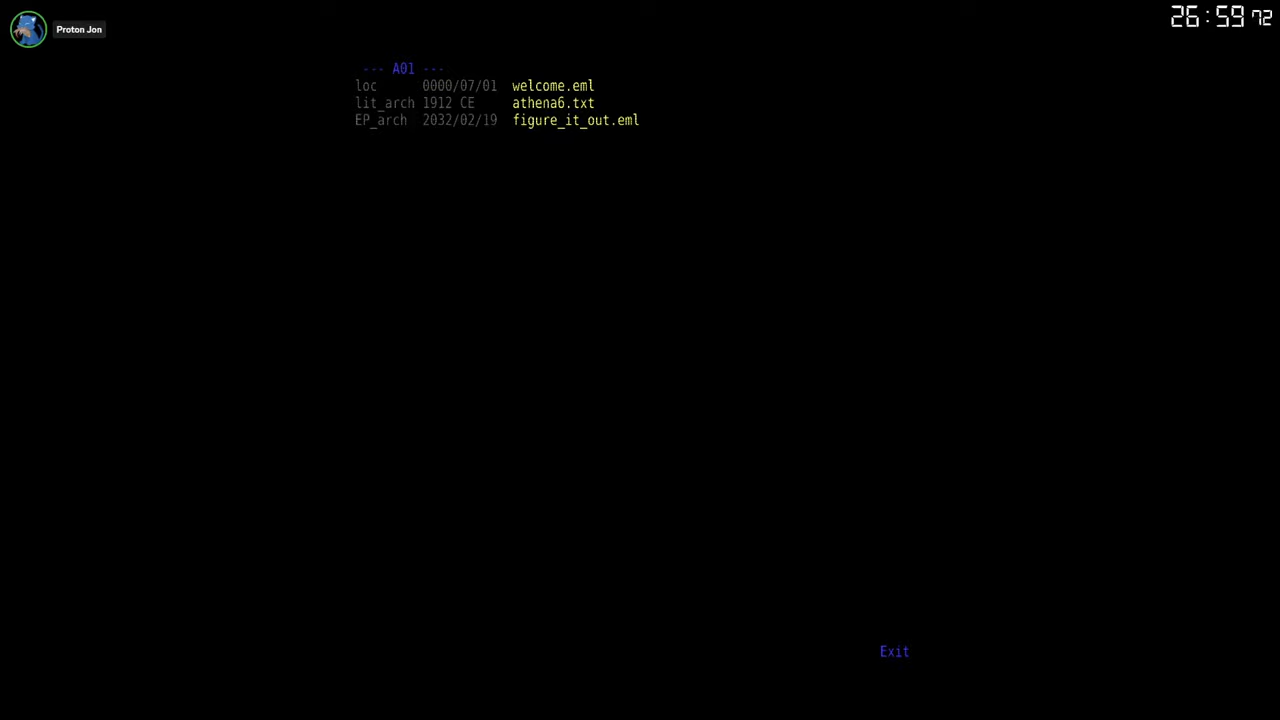 Proton Jon
26:59 72
--- A01 ---
loc 0000/07/01 welcome.eml
lit_arch 1912 CE athena6.txt
EP_arch 2032/02/19 figure_it_out.eml
Exit